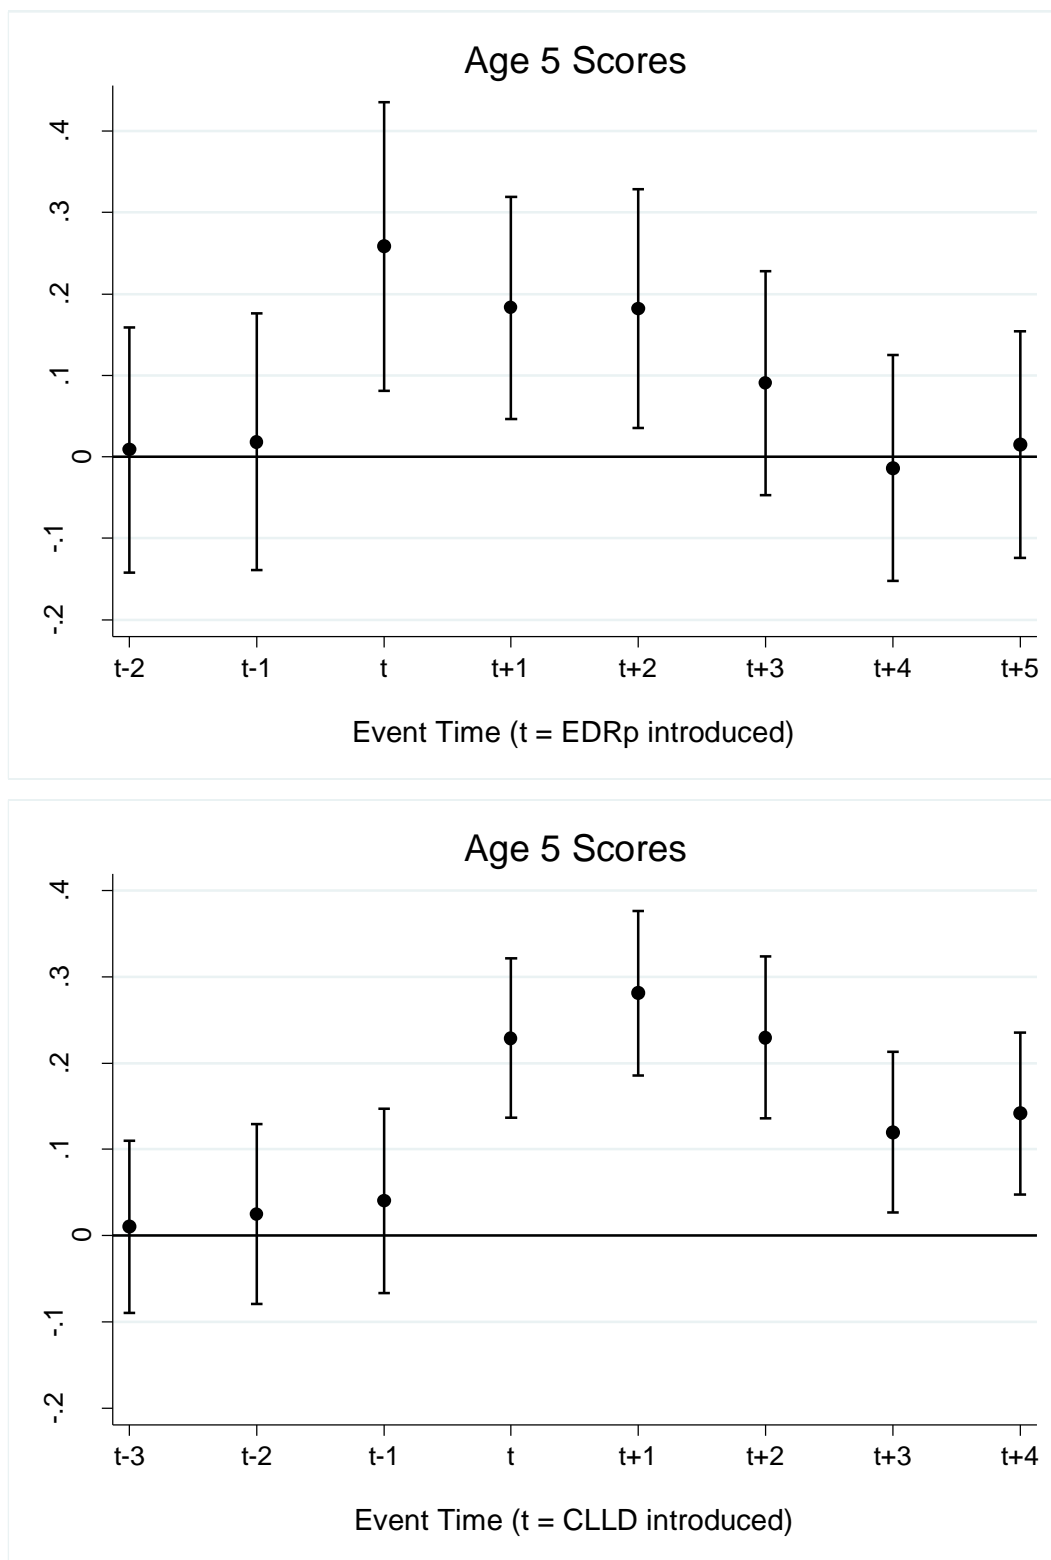 Age 5 Scores
.4
.3
.2
.1
0
-.1
-.2
t-2 t-1 t t+1 t+2 t+3 t+4 t+5
Event Time (t = EDRp introduced)
Age 5 Scores
.4
.3
.2
.1
0
-.1
-.2
t-3 t-2 t-1 t t+1 t+2 t+3 t+4
Event Time (t = CLLD introduced)